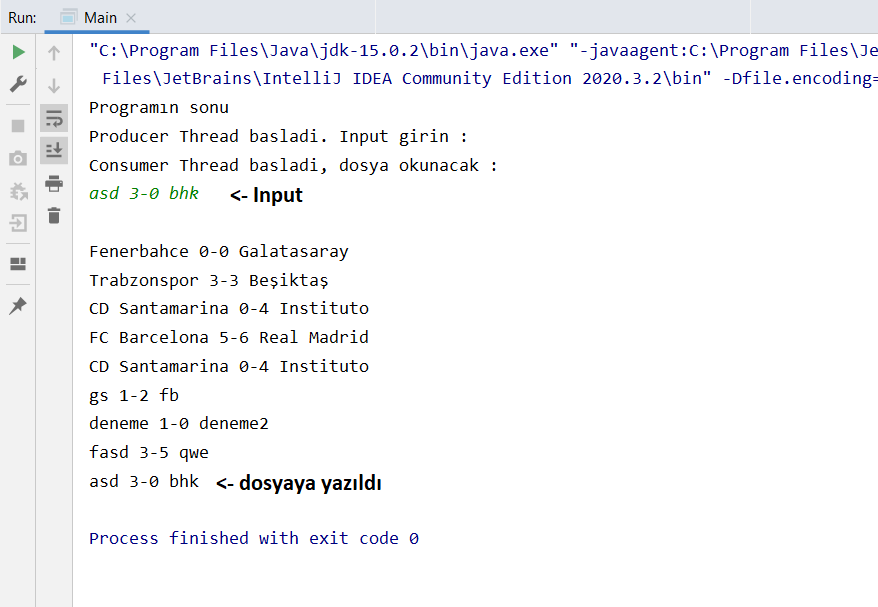 Run: Main
"C:\Program Files\Java\jdk-15.0.2\bin\java.exe" "-javaagent:C:\Program Files\Je
Files\JetBrains\IntelliJ IDEA Community Edition 2020.3.2\bin" -Dfile.encoding=
Programın sonu
Producer Thread basladi. Input girin :
Consumer Thread basladi, dosya okunacak :
asd 3-0 bhk <- Input
Fenerbahce 0-0 Galatasaray
Trabzonspor 3-3 Beşiktaş
CD Santamarina 0-4 Instituto
FC Barcelona 5-6 Real Madrid
CD Santamarina 0-4 Instituto
gs 1-2 fb
deneme 1-0 deneme2
fasd 3-5 qwe
asd 3-0 bhk <- dosyaya yazıldı
Process finished with exit code 0